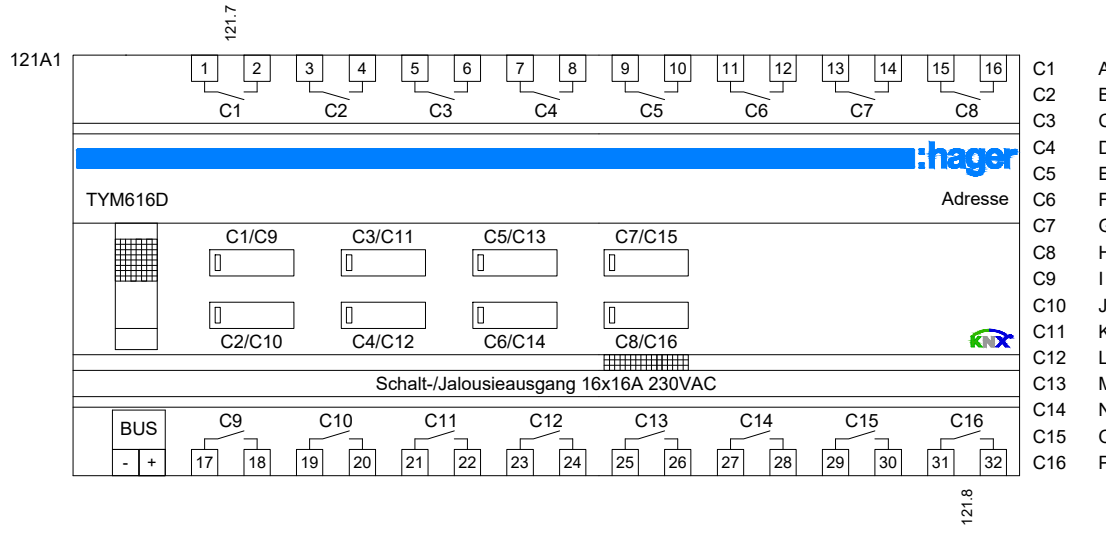 121.7
121A1
1 2 3 4 5 6 7 8 9 10 11 12 13 14 15 16
C1 C2 C3 C4 C5 C6 C7 C8
:hager
TYM616D Adresse
C1/C9 C3/C11 C5/C13 C7/C15
C2/C10 C4/C12 C6/C14 C8/C16
KNX
Schalt-/Jalousieausgang 16x16A 230VAC
BUS C9 C10 C11 C12 C13 C14 C15 C16
- + 17 18 19 20 21 22 23 24 25 26 27 28 29 30 31 32
121.8
C1
C2
C3
C4 D
C5
C6 F
C7
C8 H
C9 I
C10 J
C11 K
C12 L
C13 M
C14 N
C15
C16 P